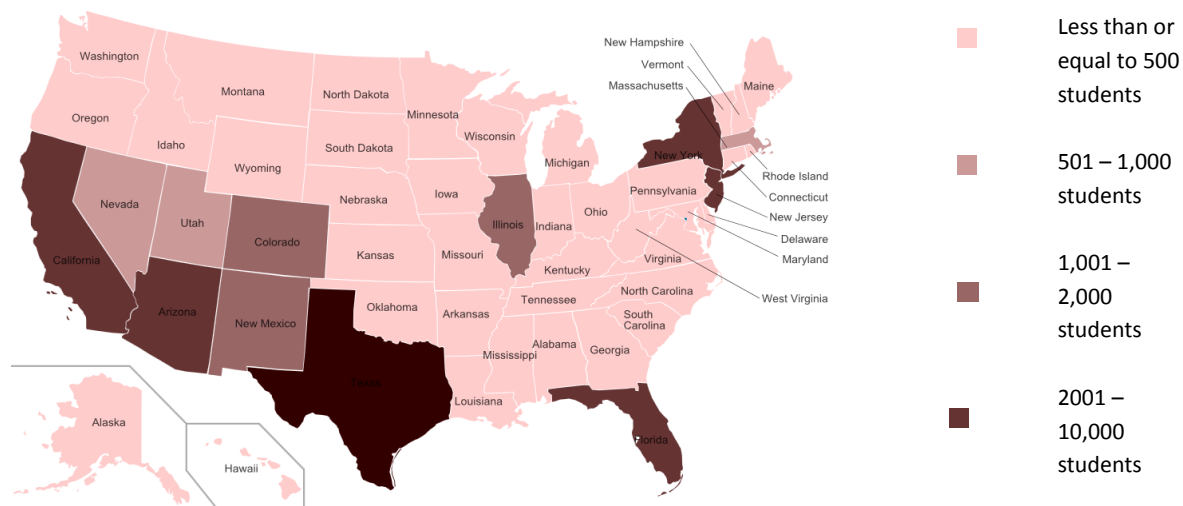 Washington
Oregon
Idaho
Montana
Wyoming
North Dakota
South Dakota
Nebraska
Kansas
Oklahoma
Minnesota
Iowa
Missouri
Arkansas
Louisiana
Wisconsin
Illinois
Michigan
Indiana
Ohio
Kentucky
Tennessee
Mississippi
Alabama
Georgia
Florida
South
Carolina
North Carolina
Virginia
Pennsylvania
New York
Maine
New Hampshire
Vermont
Massachusetts
Rhode Island
Connecticut
New Jersey
Delaware
Maryland
West Virginia
Nevada
Utah
Colorado
California
Arizona
New Mexico
Texas
Alaska
Hawaii
Less than or
equal to 500
students
501 – 1,000
students
1,001 –
2,000
students
2001 –
10,000
students